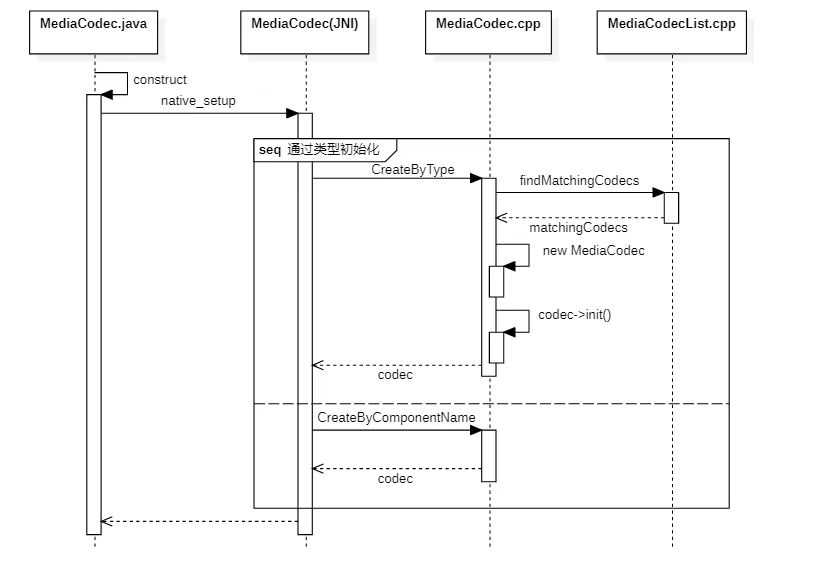 MediaCodec.java
MediaCodec(JNI)
MediaCodec.cpp
MediaCodecList.cpp
construct
native_setup
seq 通过类型初始化
CreateByType
findMatchingCodecs
matchingCodecs
new MediaCodec
codec->init()
codec
CreateByComponentName
codec